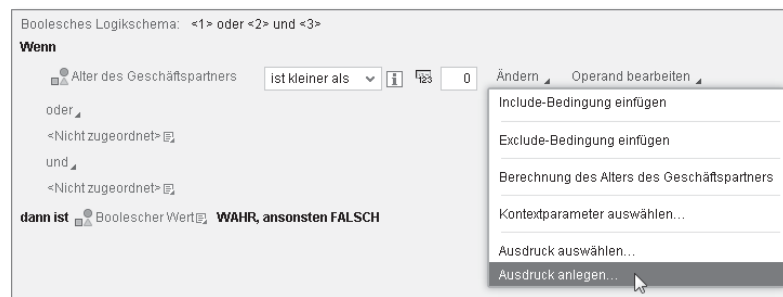 Boolesches Logikschema: <1> oder <2> und <3>
Wenn
Alter des Geschäftspartners ist kleiner als i 123 0 Ändern Operand bearbeiten
Include-Bedingung einfügen
oder
Exclude-Bedingung einfügen
<Nicht zugeordnet>
Berechnung des Alters des Geschäftspartners
und
<Nicht zugeordnet>
Kontextparameter auswählen...
dann ist Boolescher Wert WAHR, ansonsten FALSCH
Ausdruck auswählen...
Ausdruck anlegen...